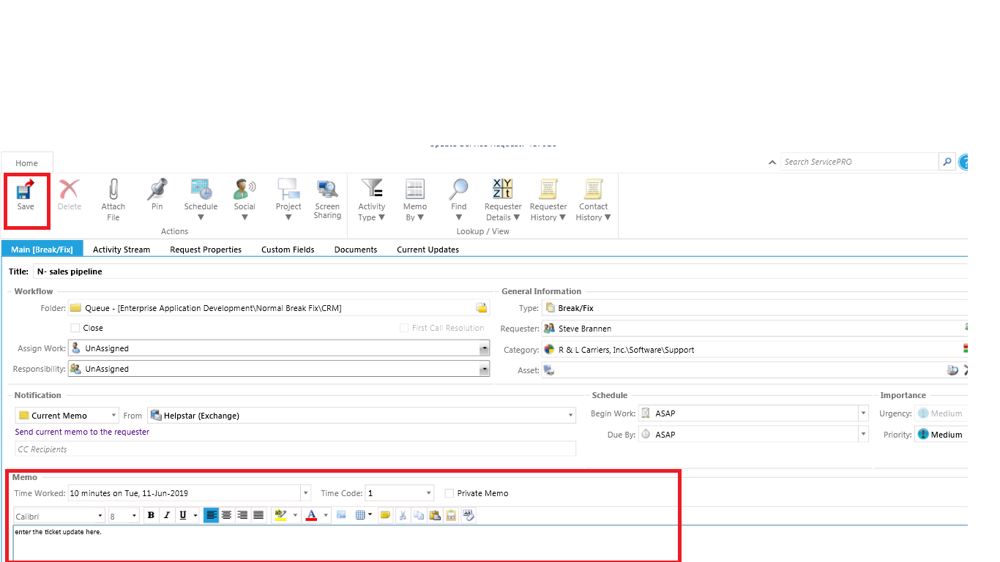 Home
Search ServicePRO
?
Save
Delete
Attach File
Pin
Schedule ▼
Social ▼
Project ▼
Screen Sharing
Activity Type ▼
Memo By ▼
Find ▼
Requester Details ▼
Requester History ▼
Contact History ▼
Actions
Lookup / View
Main [Break/Fix] Activity Stream Request Properties Custom Fields Documents Current Updates
Title: N- sales pipeline
Workflow
Folder: Queue - [Enterprise Application Development\Normal Break Fix\CRM]
Close First Call Resolution
Assign Work: UnAssigned
Responsibility: UnAssigned
General Information
Type: Break/Fix
Requester: Steve Brannen
Category: R & L Carriers, Inc.\Software\Support
Asset:
Notification
Current Memo From Helpstar (Exchange)
Send current memo to the requester
CC Recipients
Schedule
Begin Work: ASAP
Due By: ASAP
Importance
Urgency: Medium
Priority: Medium
Memo
Time Worked: 10 minutes on Tue, 11-Jun-2019 Time Code: 1 Private Memo
Calibri 8 B I U ab A
enter the ticket update here.